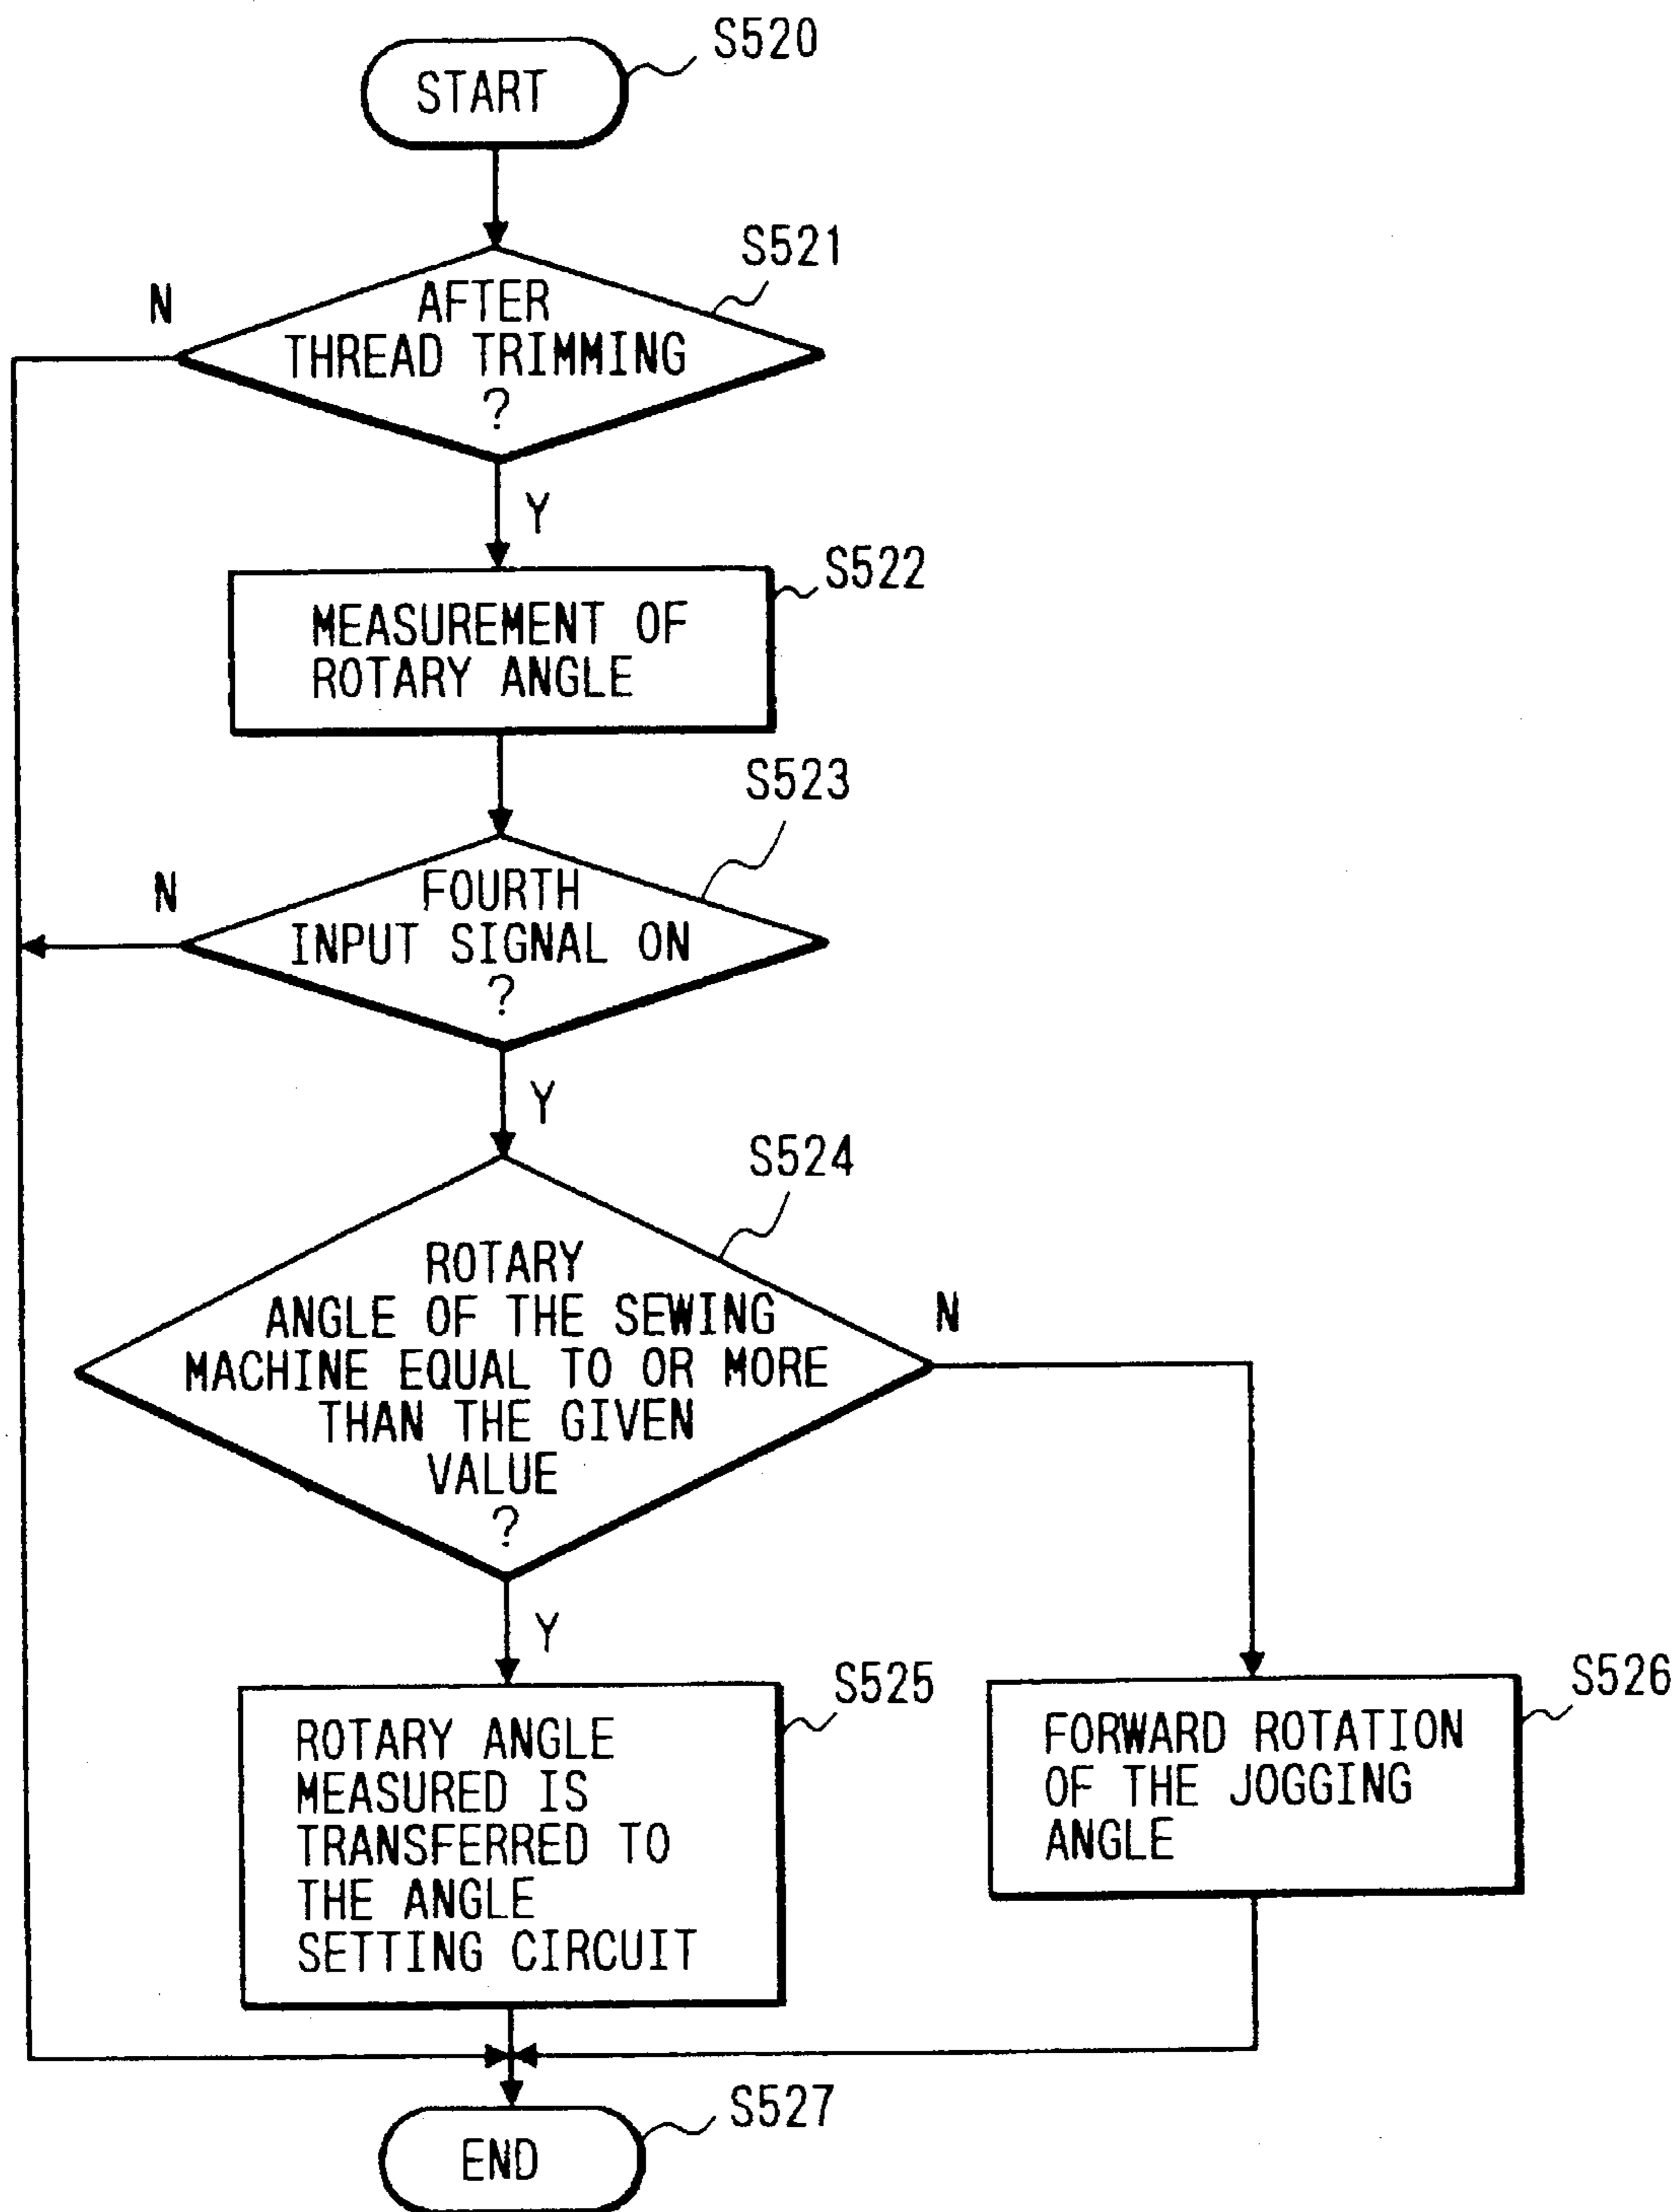 S520
START
S521
N
AFTER
THREAD TRIMMING
?
Y
S522
MEASUREMENT OF
ROTARY ANGLE
S523
N
FOURTH
INPUT SIGNAL ON
?
Y
S524
ROTARY
ANGLE OF THE SEWING
MACHINE EQUAL TO OR MORE
THAN THE GIVEN
VALUE
?
N
Y
S525
ROTARY ANGLE
MEASURED IS
TRANSFERRED TO
THE ANGLE
SETTING CIRCUIT
S526
FORWARD ROTATION
OF THE JOGGING
ANGLE
S527
END